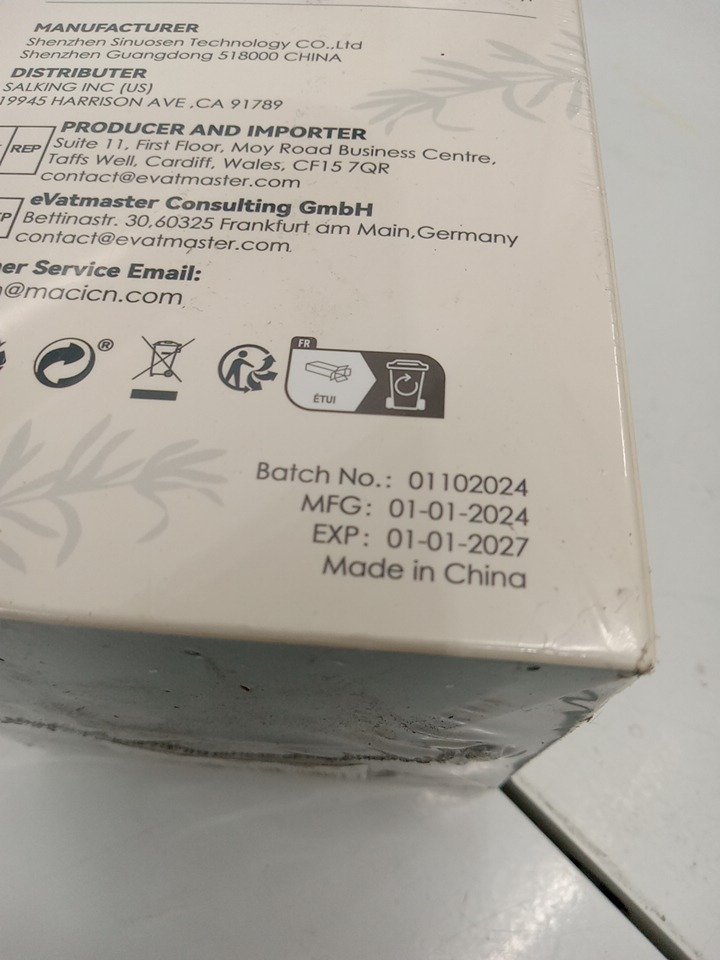 MANUFACTURER
Shenzhen Sinuosen Technology CO.,Ltd
Shenzhen Guangdong 518000 CHINA
DISTRIBUTER
SALKING INC (US)
19945 HARRISON AVE ,CA 91789
REP
PRODUCER AND IMPORTER
Suite 11, First Floor, Moy Road Business Centre,
Taffs Well, Cardiff, Wales, CF15 7QR
contact@evatmaster.com
eVatmaster Consulting GmbH
Bettinastr. 30,60325 Frankfurt am Main,Germany
contact@evatmaster.com
Service Email:
@macicn.com
®
FR
ÉTUI
Batch No.: 01102024
MFG: 01-01-2024
EXP: 01-01-2027
Made in China